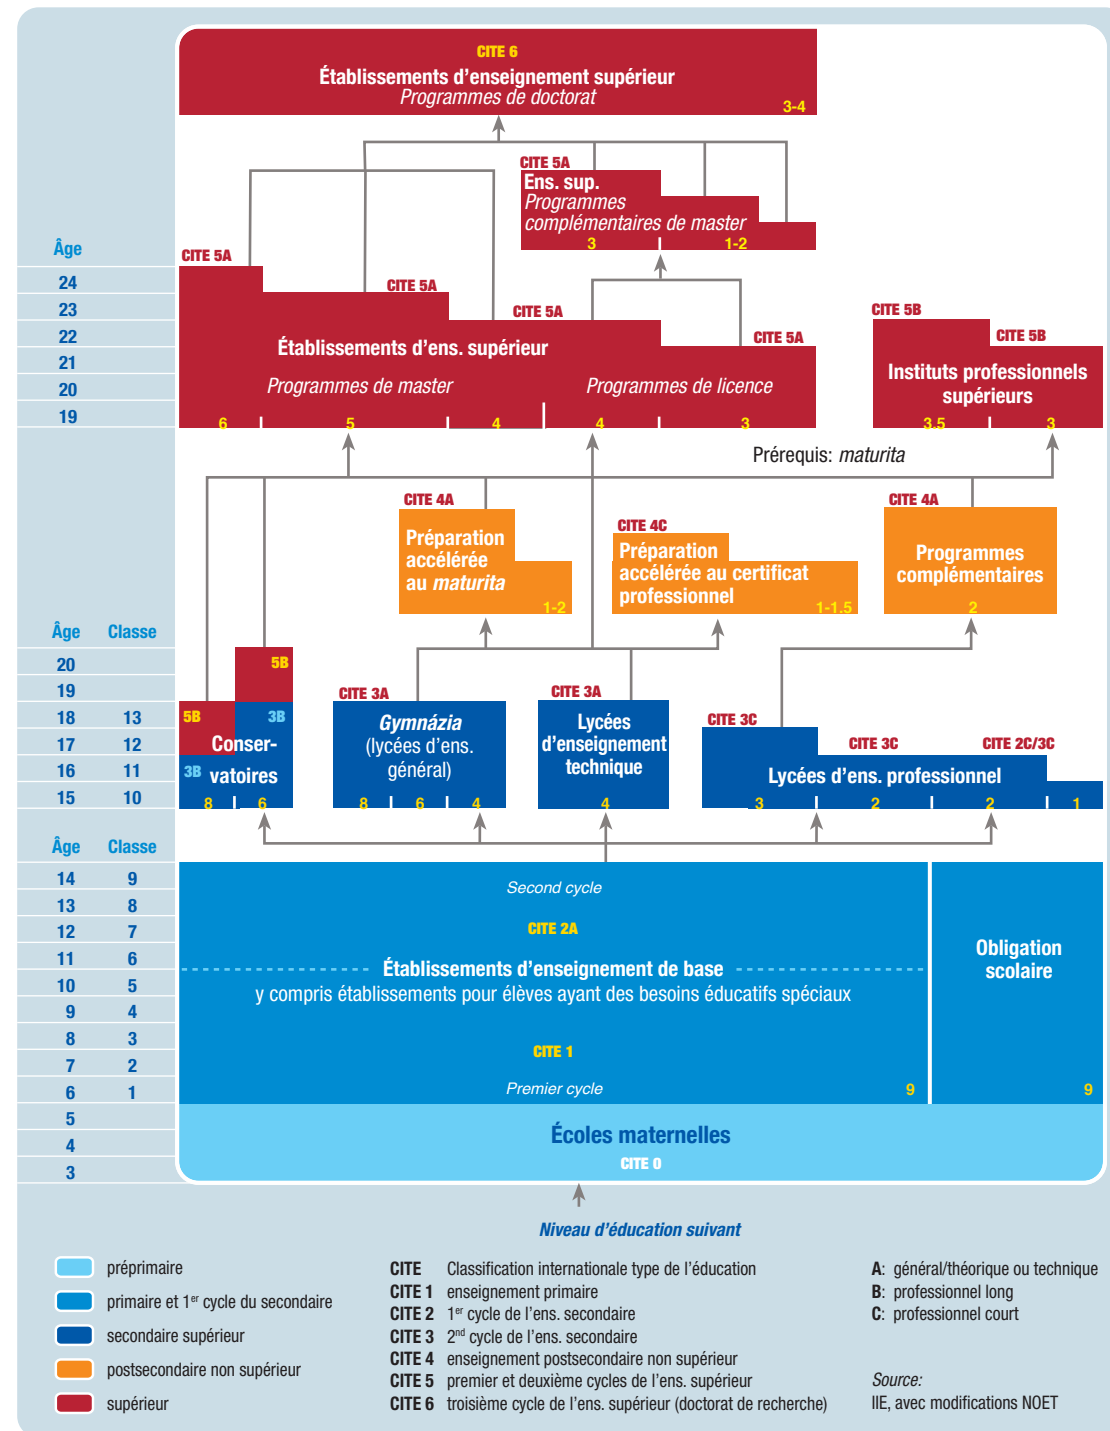 CITE 6
Établissements d'enseignement supérieur
Programmes de doctorat
3-4
CITE 5A
Ens. sup.
Programmes
complémentaires de master
3
1-2
Âge
24
23
22
21
20
19
CITE 5A
CITE 5A
CITE 5A
CITE 5A
Établissements d'ens. supérieur
Programmes de master
Programmes de licence
6
5
4
4
3
CITE 5B
CITE 5B
Instituts professionnels
supérieurs
3.5
3
Prérequis: maturita
CITE 4A
Préparation
accélérée
au maturita
1-2
CITE 4C
Préparation
accélérée au certificat
professionnel
1-1.5
CITE 4A
Programmes
complémentaires
2
Âge Classe
20
19
18 13
17 12
16 11
15 10
5B
5B
3B
3B
Conser-
vatoires
8
6
CITE 3A
Gymnázia
(lycées d'ens.
général)
8
6
4
CITE 3A
Lycées
d'enseignement
technique
4
CITE 3C
CITE 3C
CITE 2C/3C
Lycées d'ens. professionnel
3
2
2
1
Âge Classe
14 9
13 8
12 7
11 6
10 5
9 4
8 3
7 2
6 1
5
4
3
Second cycle
CITE 2A
Établissements d'enseignement de base
y compris établissements pour élèves ayant des besoins éducatifs spéciaux
CITE 1
Premier cycle
9
Obligation
scolaire
9
Écoles maternelles
CITE 0
Niveau d'éducation suivant
préprimaire
primaire et 1er cycle du secondaire
secondaire supérieur
postsecondaire non supérieur
supérieur
CITE Classification internationale type de l'éducation
CITE 1 enseignement primaire
CITE 2 1er cycle de l'ens. secondaire
CITE 3 2nd cycle de l'ens. secondaire
CITE 4 enseignement postsecondaire non supérieur
CITE 5 premier et deuxième cycles de l'ens. supérieur
CITE 6 troisième cycle de l'ens. supérieur (doctorat de recherche)
A: général/théorique ou technique
B: professionnel long
C: professionnel court
Source:
IIE, avec modifications NOET